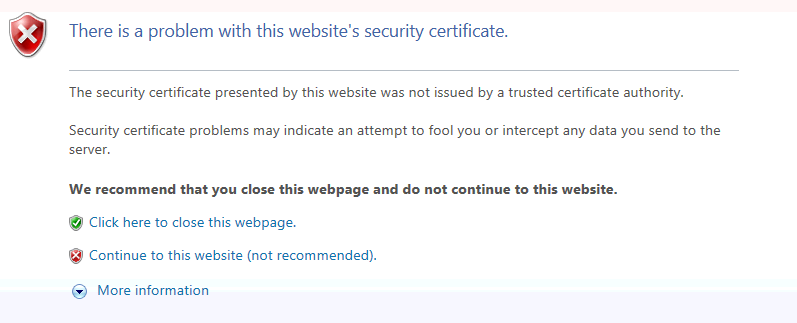 There is a problem with this website's security certificate.
The security certificate presented by this website was not issued by a trusted certificate authority.
Security certificate problems may indicate an attempt to fool you or intercept any data you send to the
server.
We recommend that you close this webpage and do not continue to this website.
Click here to close this webpage.
Continue to this website (not recommended).
More information